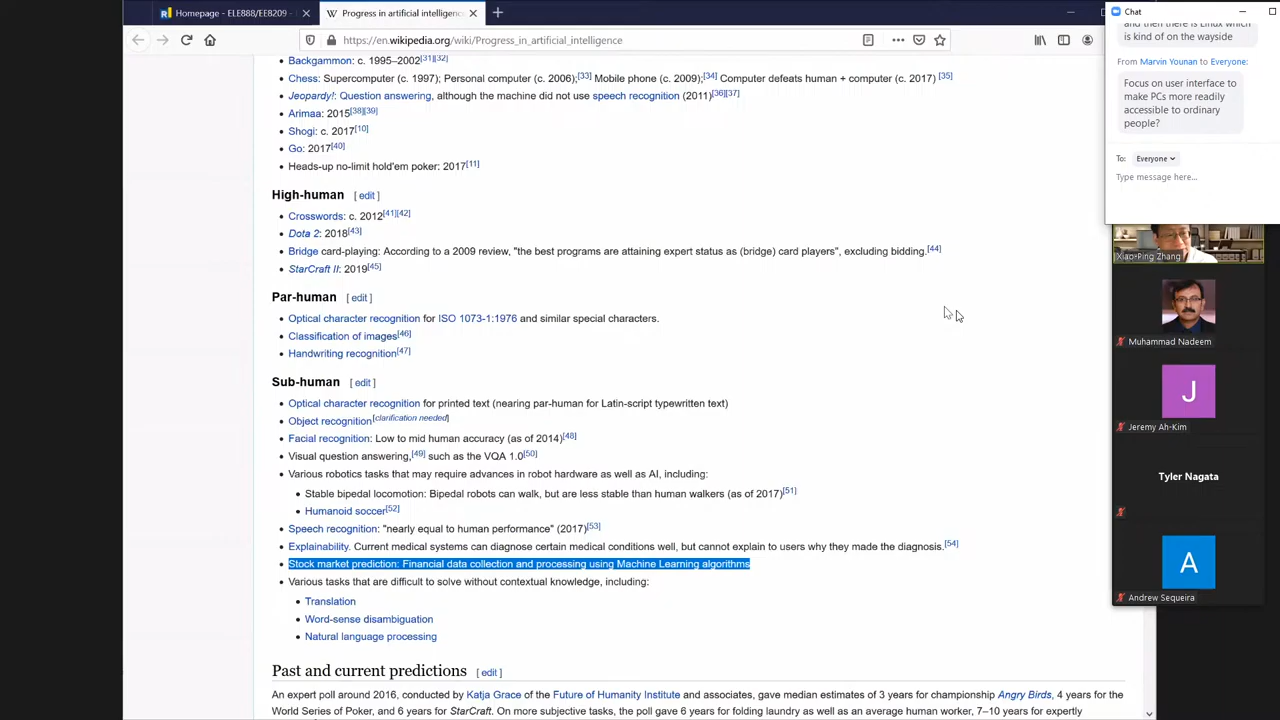 Homepage - ELE888/EE8209 -
Progress in artificial intelligence
https://en.wikipedia.org/wiki/Progress_in_artificial_intelligence
Backgammon: c. 1995–2002[31][32]
Chess: Supercomputer (c. 1997); Personal computer (c. 2006);[33] Mobile phone (c. 2009);[34] Computer defeats human + computer (c. 2017) [35]
Jeopardy!: Question answering, although the machine did not use speech recognition (2011)[36][37]
Arimaa: 2015[38][39]
Shogi: c. 2017[10]
Go: 2017[40]
Heads-up no-limit hold'em poker: 2017[11]
High-human [ edit ]
Crosswords: c. 2012[41][42]
Dota 2: 2018[43]
Bridge card-playing: According to a 2009 review, "the best programs are attaining expert status as (bridge) card players", excluding bidding.[44]
StarCraft II: 2019[45]
Par-human [ edit ]
Optical character recognition for ISO 1073-1:1976 and similar special characters.
Classification of images[46]
Handwriting recognition[47]
Sub-human [ edit ]
Optical character recognition for printed text (nearing par-human for Latin-script typewritten text)
Object recognition[clarification needed]
Facial recognition: Low to mid human accuracy (as of 2014)[48]
Visual question answering,[49] such as the VQA 1.0[50]
Various robotics tasks that may require advances in robot hardware as well as AI, including:
Stable bipedal locomotion: Bipedal robots can walk, but are less stable than human walkers (as of 2017)[51]
Humanoid soccer[52]
Speech recognition: "nearly equal to human performance" (2017)[53]
Explainability. Current medical systems can diagnose certain medical conditions well, but cannot explain to users why they made the diagnosis.[54]
Stock market prediction: Financial data collection and processing using Machine Learning algorithms
Various tasks that are difficult to solve without contextual knowledge, including:
Translation
Word-sense disambiguation
Natural language processing
Past and current predictions [ edit ]
An expert poll around 2016, conducted by Katja Grace of the Future of Humanity Institute and associates, gave median estimates of 3 years for championship Angry Birds, 4 years for the
World Series of Poker, and 6 years for StarCraft. On more subjective tasks, the poll gave 6 years for folding laundry as well as an average human worker, 7–10 years for expertly
Chat
and then there is Linux which
is kind of on the wayside
From Marvin Younan to Everyone:
Focus on user interface to
make PCs more readily
accessible to ordinary
people?
To: Everyone
Type message here...
Xiao-Ping Zhang
Muhammad Nadeem
J
Jeremy Ah-Kim
Tyler Nagata
A
Andrew Sequeira